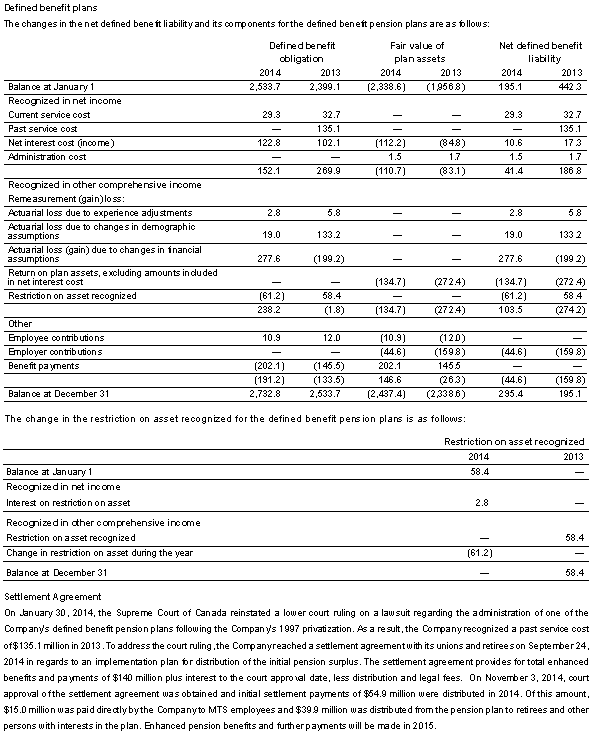 Defined benefit plans
The changes in the net defined benefit liability and its components for the defined benefit pension plans are as follows:
Defined benefit obligation Fair value of plan assets Net defined benefit liability
2014 2013 2014 2013 2014 2013
Balance at January 1 2,533.7 2,399.1 (2,338.6) (1,956.8) 195.1 442.3
Recognized in net income
Current service cost 29.3 32.7 — — 29.3 32.7
Past service cost — 135.1 — — — 135.1
Net interest cost (income) 122.8 102.1 (112.2) (84.8) 10.6 17.3
Administration cost — — 1.5 1.7 1.5 1.7
152.1 269.9 (110.7) (83.1) 41.4 186.8
Recognized in other comprehensive income
Remeasurement (gain) loss:
Actuarial loss due to experience adjustments 2.8 5.8 — — 2.8 5.8
Actuarial loss due to changes in demographic
assumptions 19.0 133.2 — — 19.0 133.2
Actuarial loss (gain) due to changes in financial
assumptions 277.6 (199.2) — — 277.6 (199.2)
Return on plan assets, excluding amounts included
in net interest cost — — (134.7) (272.4) (134.7) (272.4)
Restriction on asset recognized (61.2) 58.4 — — (61.2) 58.4
238.2 (1.8) (134.7) (272.4) 103.5 (274.2)
Other
Employee contributions 10.9 12.0 (10.9) (12.0) — —
Employer contributions — — (44.6) (159.8) (44.6) (159.8)
Benefit payments (202.1) (145.5) 202.1 145.5 — —
(191.2) (133.5) 146.6 (26.3) (44.6) (159.8)
Balance at December 31 2,732.8 2,533.7 (2,437.4) (2,338.6) 295.4 195.1
The change in the restriction on asset recognized for the defined benefit pension plans is as follows:
Restriction on asset recognized
2014 2013
Balance at January 1 58.4 —
Recognized in net income
Interest on restriction on asset 2.8 —
Recognized in other comprehensive income
Restriction on asset recognized — 58.4
Change in restriction on asset during the year (61.2) —
Balance at December 31 — 58.4
Settlement Agreement
On January 30, 2014, the Supreme Court of Canada reinstated a lower court ruling on a lawsuit regarding the administration of one of the
Company's defined benefit pension plans following the Company's 1997 privatization. As a result, the Company recognized a past service cost
of $135.1 million in 2013. To address the court ruling, the Company reached a settlement agreement with its unions and retirees on September 24,
2014 in regards to an implementation plan for distribution of the initial pension surplus. The settlement agreement provides for total enhanced
benefits and payments of $140 million plus interest to the court approval date, less distribution and legal fees. On November 3, 2014, court
approval of the settlement agreement was obtained and initial settlement payments of $54.9 million were distributed in 2014. Of this amount,
$15.0 million was paid directly by the Company to MTS employees and $39.9 million was distributed from the pension plan to retirees and other
persons with interests in the plan. Enhanced pension benefits and further payments will be made in 2015.